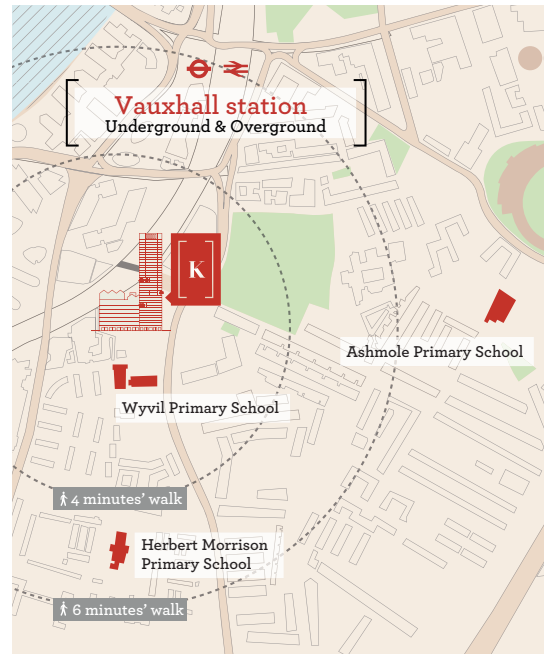 Vauxhall station
Underground & Overground
K
Ashmole Primary School
Wyvil Primary School
4 minutes' walk
Herbert Morrison
Primary School
6 minutes' walk